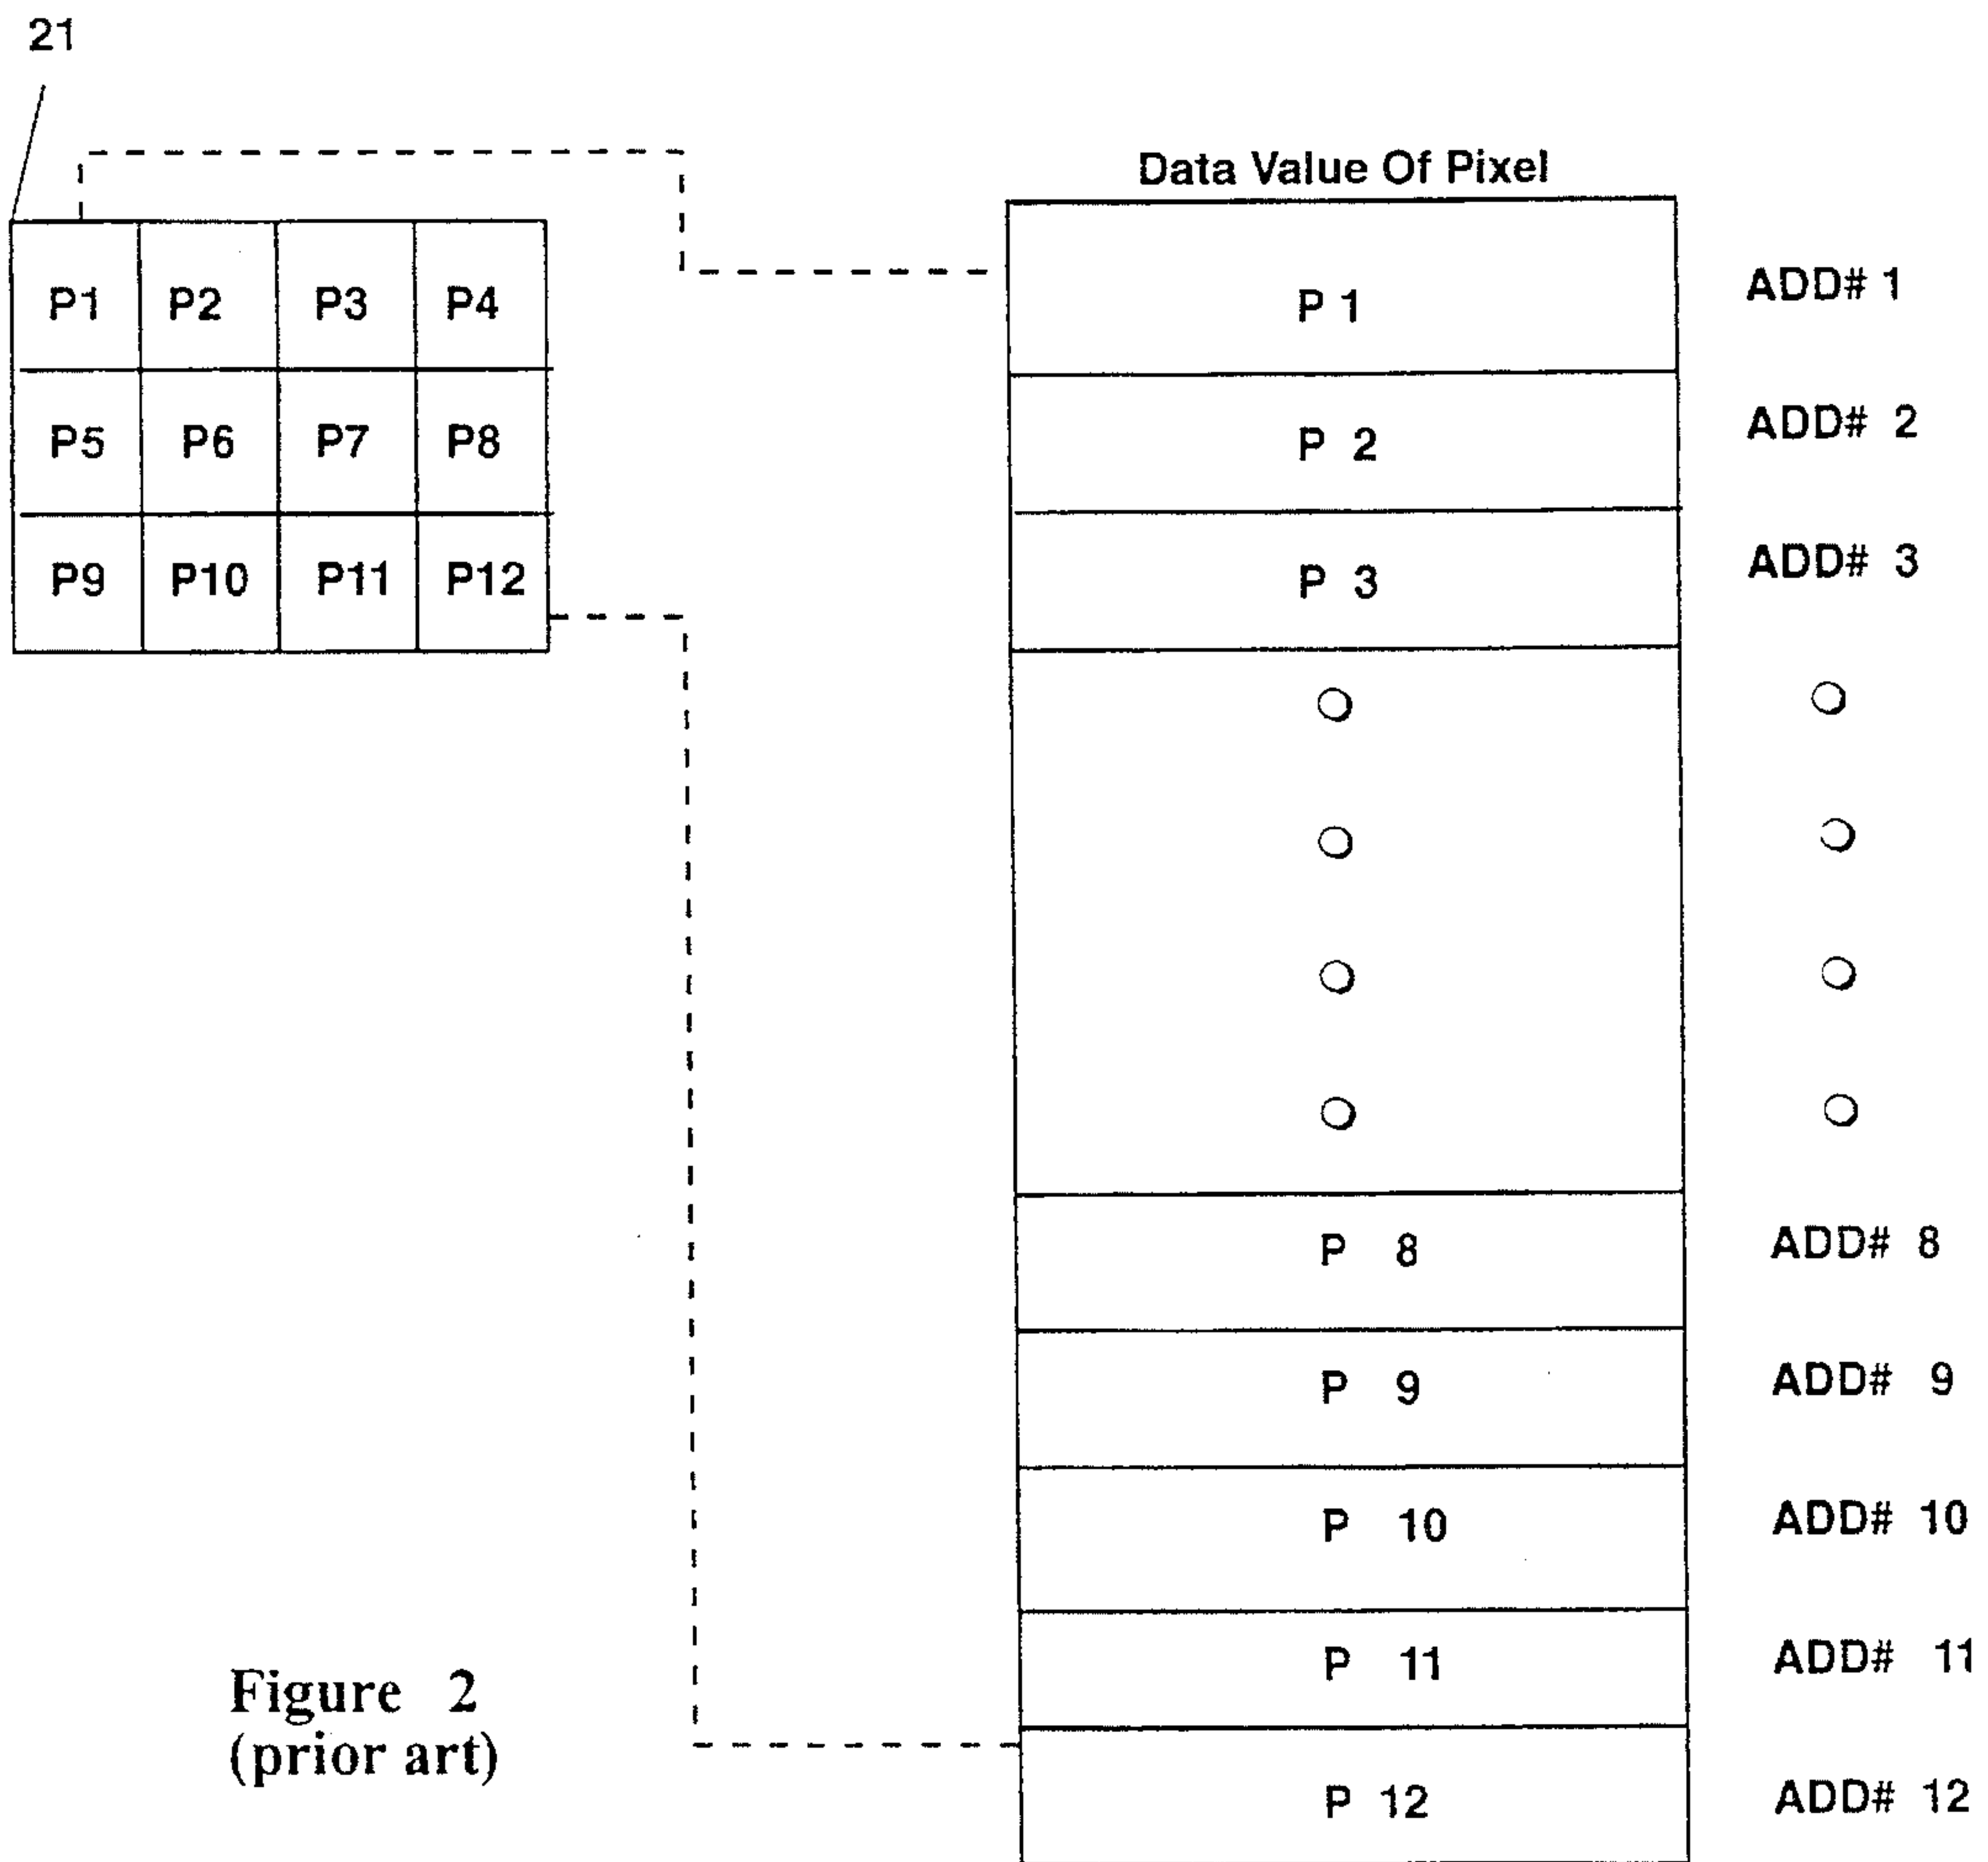 21
Data Value Of Pixel
P1 P2 P3 P4
P5 P6 P7 P8
P9 P10 P11 P12
P 1 ADD# 1
P 2 ADD# 2
P 3 ADD# 3
P 8 ADD# 8
P 9 ADD# 9
P 10 ADD# 10
P 11 ADD# 11
P 12 ADD# 12
Figure 2
(prior art)